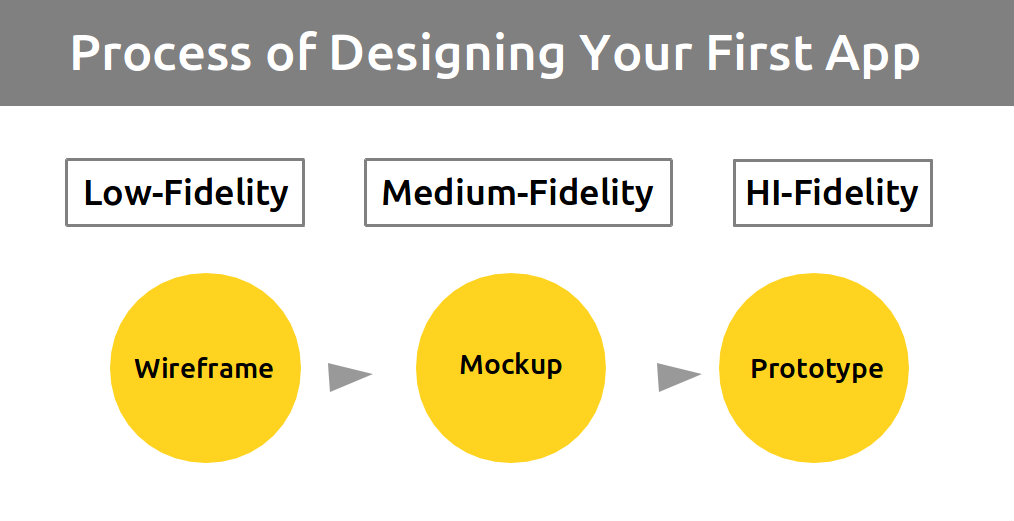 Process of Designing Your First App
Low-Fidelity
Medium-Fidelity
HI-Fidelity
Wireframe
Mockup
Prototype